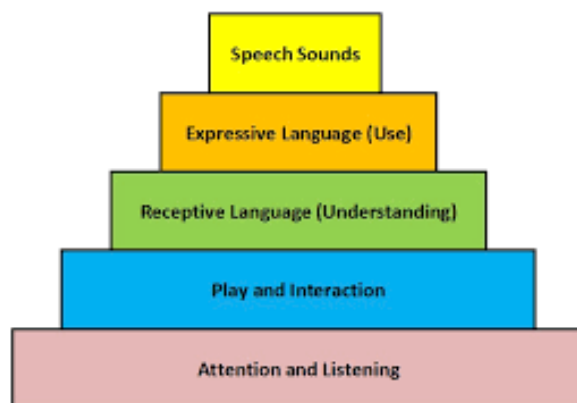 Speech Sounds
Expressive Language (Use)
Receptive Language (Understanding)
Play and Interaction
Attention and Listening